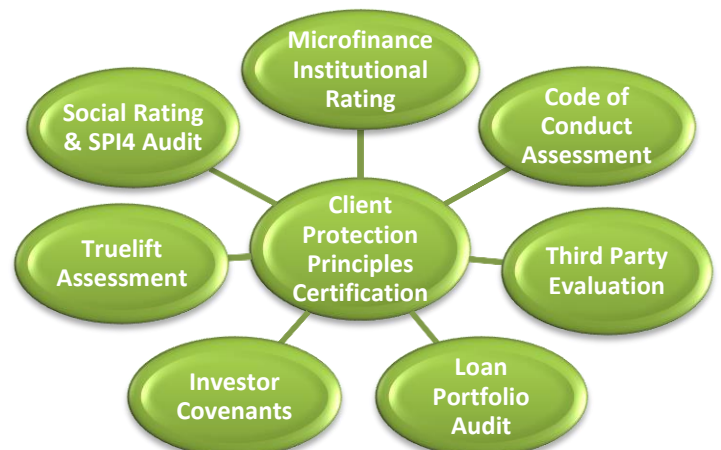 Microfinance
Institutional
Rating
Social Rating
& SPI4 Audit
Code of
Conduct
Assessment
Client
Protection
Principles
Certification
Truelift
Assessment
Third Party
Evaluation
Investor
Covenants
Loan
Portfolio
Audit